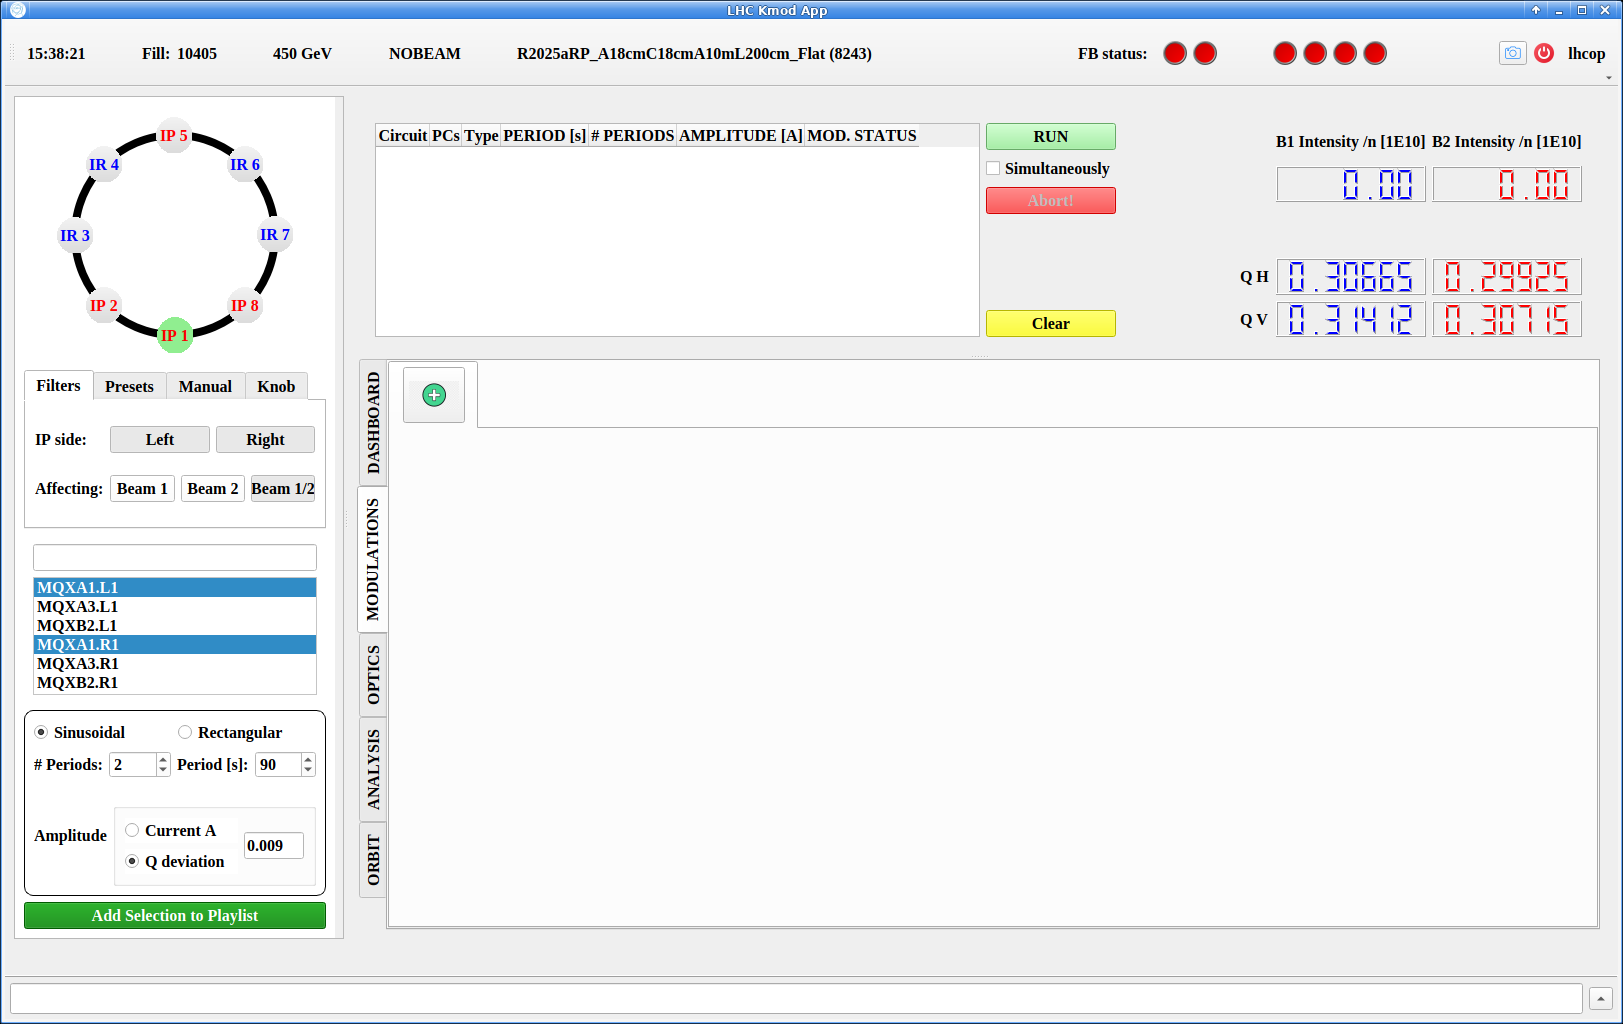 LHC Kmod App
15:38:21 Fill: 10405 450 GeV NOBEAM R2025aRP_A18cmC18cmA10mL200cm_Flat (8243) FB status: lhcop
IP 5
IR 4 IR 6
IR 3 IR 7
IP 2 IP 8
IP 1
Filters Presets Manual Knob
IP side: Left Right
Affecting: Beam 1 Beam 2 Beam 1/2
MQXA1.L1
MQXA3.L1
MQXB2.L1
MQXA1.R1
MQXA3.R1
MQXB2.R1
Sinusoidal Rectangular
# Periods: 2 Period [s]: 90
Amplitude
Current A
Q deviation
0.009
Add Selection to Playlist
Circuit PCs Type PERIOD [s] # PERIODS AMPLITUDE [A] MOD. STATUS
RUN
Simultaneously
Abort!
Clear
B1 Intensity /n [1E10] B2 Intensity /n [1E10]
0.00 0.00
Q H 0.30665 0.29925
Q V 0.31412 0.30715
DASHBOARD
MODULATIONS
OPTICS
ANALYSIS
ORBIT